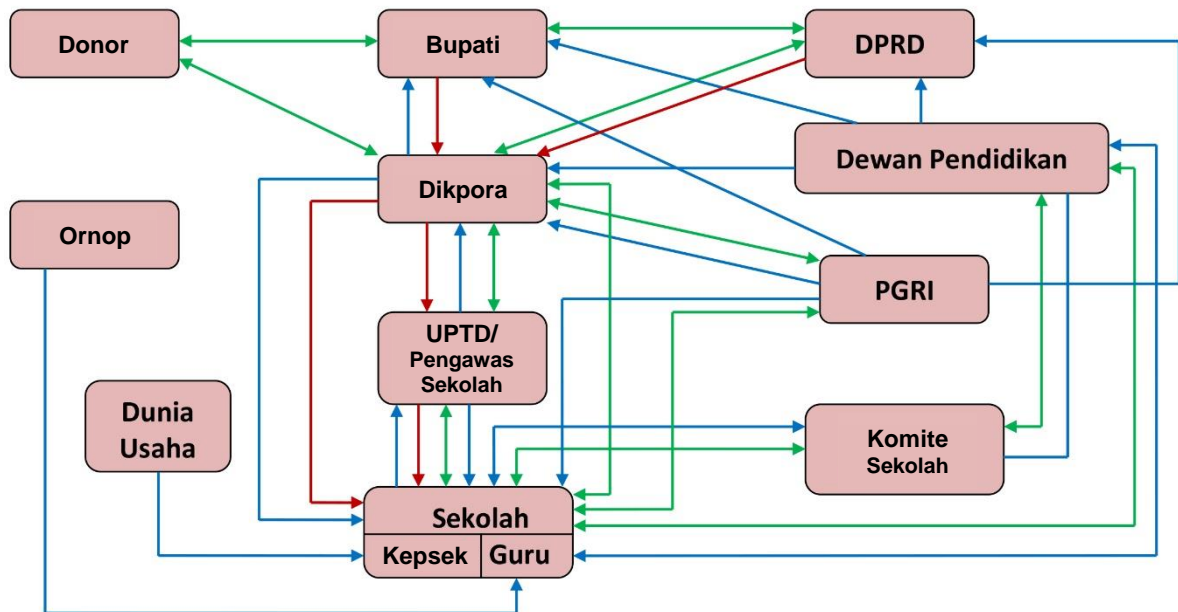 Donor
Bupati
DPRD
Dewan Pendidikan
Dikpora
Ornop
PGRI
UPTD/
Pengawas
Sekolah
Dunia
Usaha
Komite
Sekolah
Sekolah
Kepsek
Guru